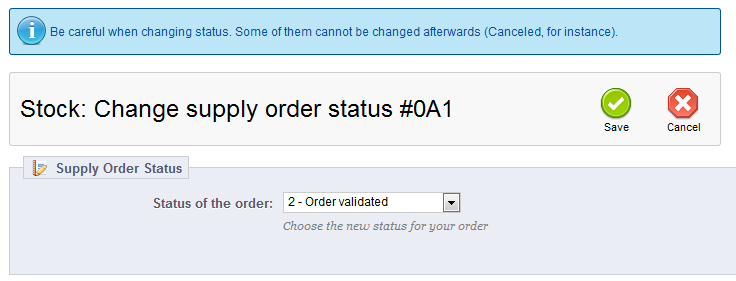 Be careful when changing status. Some of them cannot be changed afterwards (Canceled, for instance).
Stock: Change supply order status #0A1
Save
Cancel
Supply Order Status
Status of the order:
2 - Order validated
Choose the new status for your order